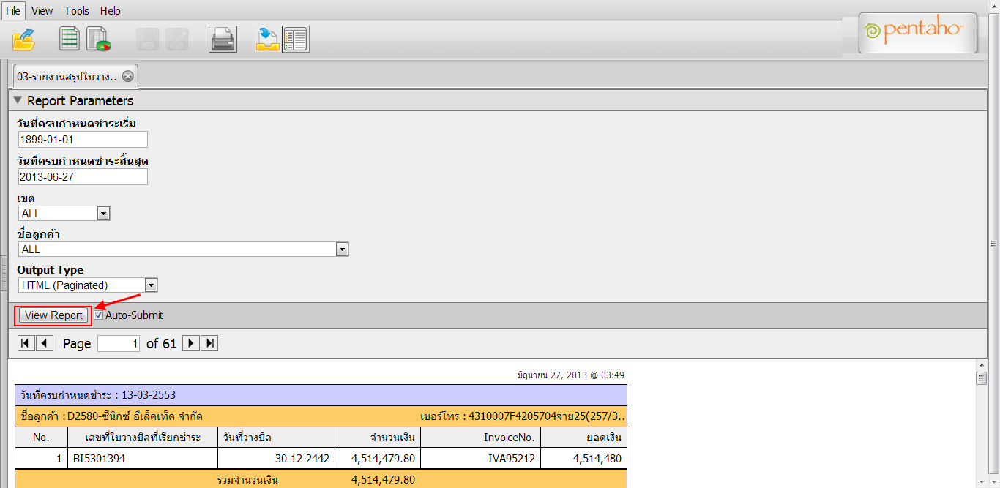 File View Tools Help
pentaho™
03-รายงานสรุปใบวาง..
Report Parameters
วันที่ครบกำหนดชำระเริ่ม
1899-01-01
วันที่ครบกำหนดชำระสิ้นสุด
2013-06-27
เขต
ALL
ชื่อลูกค้า
ALL
Output Type
HTML (Paginated)
View Report Auto-Submit
Page 1 of 61
มิถุนายน 27, 2013 @ 03:49
วันที่ครบกำหนดชำระ : 13-03-2553
ชื่อลูกค้า :D2580-ซีนิกซ์ อีเล็คเท็ค จำกัด เบอร์โทร : 4310007F4205704จ่าย25(257/3..
No. เลขที่ใบวางบิลที่เรียกชำระ วันที่วางบิล จำนวนเงิน InvoiceNo. ยอดเงิน
1 BI5301394 30-12-2442 4,514,479.80 IVA95212 4,514,480
รวมจำนวนเงิน 4,514,479.80